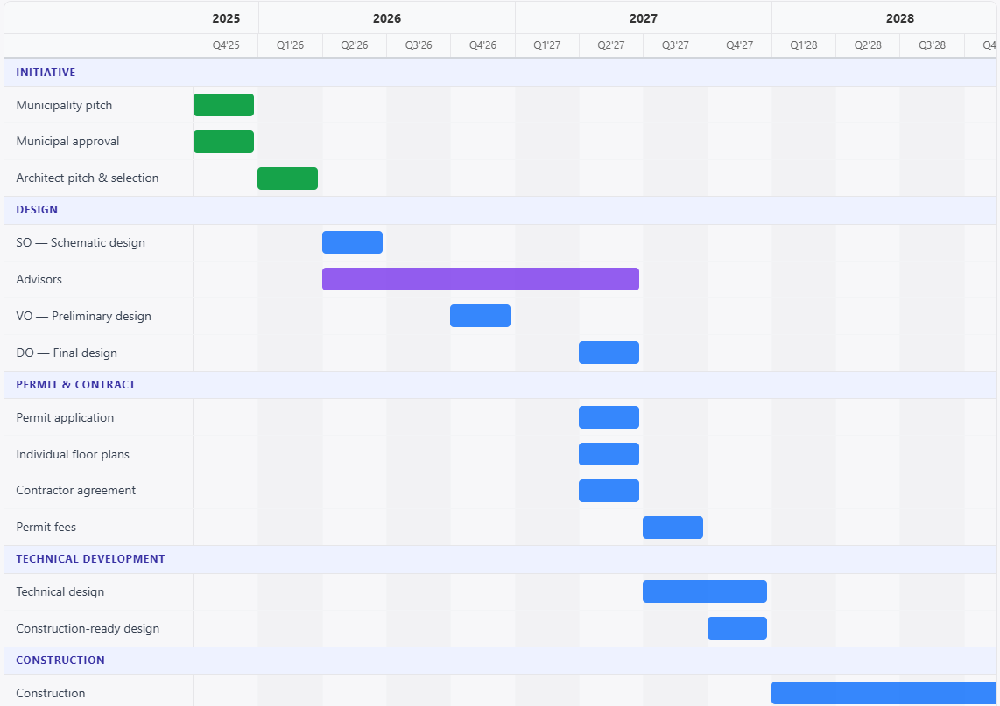 2025 2026 2027 2028
Q4'25 Q1'26 Q2'26 Q3'26 Q4'26 Q1'27 Q2'27 Q3'27 Q4'27 Q1'28 Q2'28 Q3'28 Q4
INITIATIVE
Municipality pitch
Municipal approval
Architect pitch & selection
DESIGN
SO — Schematic design
Advisors
VO — Preliminary design
DO — Final design
PERMIT & CONTRACT
Permit application
Individual floor plans
Contractor agreement
Permit fees
TECHNICAL DEVELOPMENT
Technical design
Construction-ready design
CONSTRUCTION
Construction